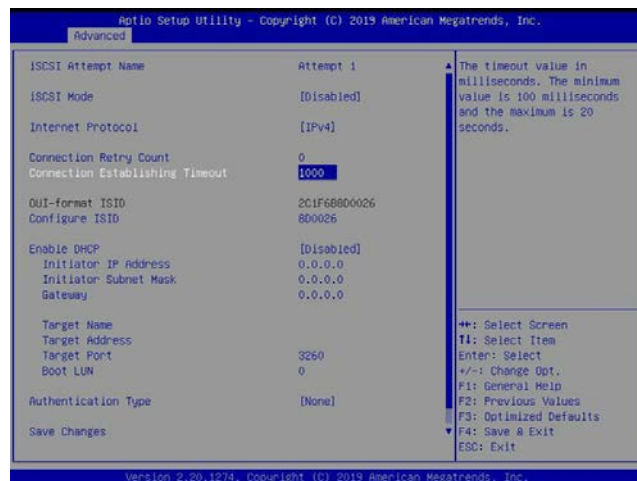 Aptio Setup Utility - Copyright (C) 2019 American Megatrends, Inc.
Advanced
iSCSI Attempt Name Attempt 1
iSCSI Mode [Disabled]
Internet Protocol [IPv4]
Connection Retry Count 0
Connection Establishing Timeout 1000
OUI-format ISID 2C1F6B8D0026
Configure ISID 8D0026
Enable DHCP [Disabled]
Initiator IP Address 0.0.0.0
Initiator Subnet Mask 0.0.0.0
Gateway 0.0.0.0
Target Name
Target Address
Target Port 3260
Boot LUN 0
Authentication Type [None]
Save Changes
The timeout value in
milliseconds. The minimum
value is 100 milliseconds
and the maximum is 20
seconds.
→←: Select Screen
↑↓: Select Item
Enter: Select
+/-: Change Opt.
F1: General Help
F2: Previous Values
F3: Optimized Defaults
F4: Save & Exit
ESC: Exit
Version 2.20.1274. Copyright (C) 2019 American Megatrends, Inc.